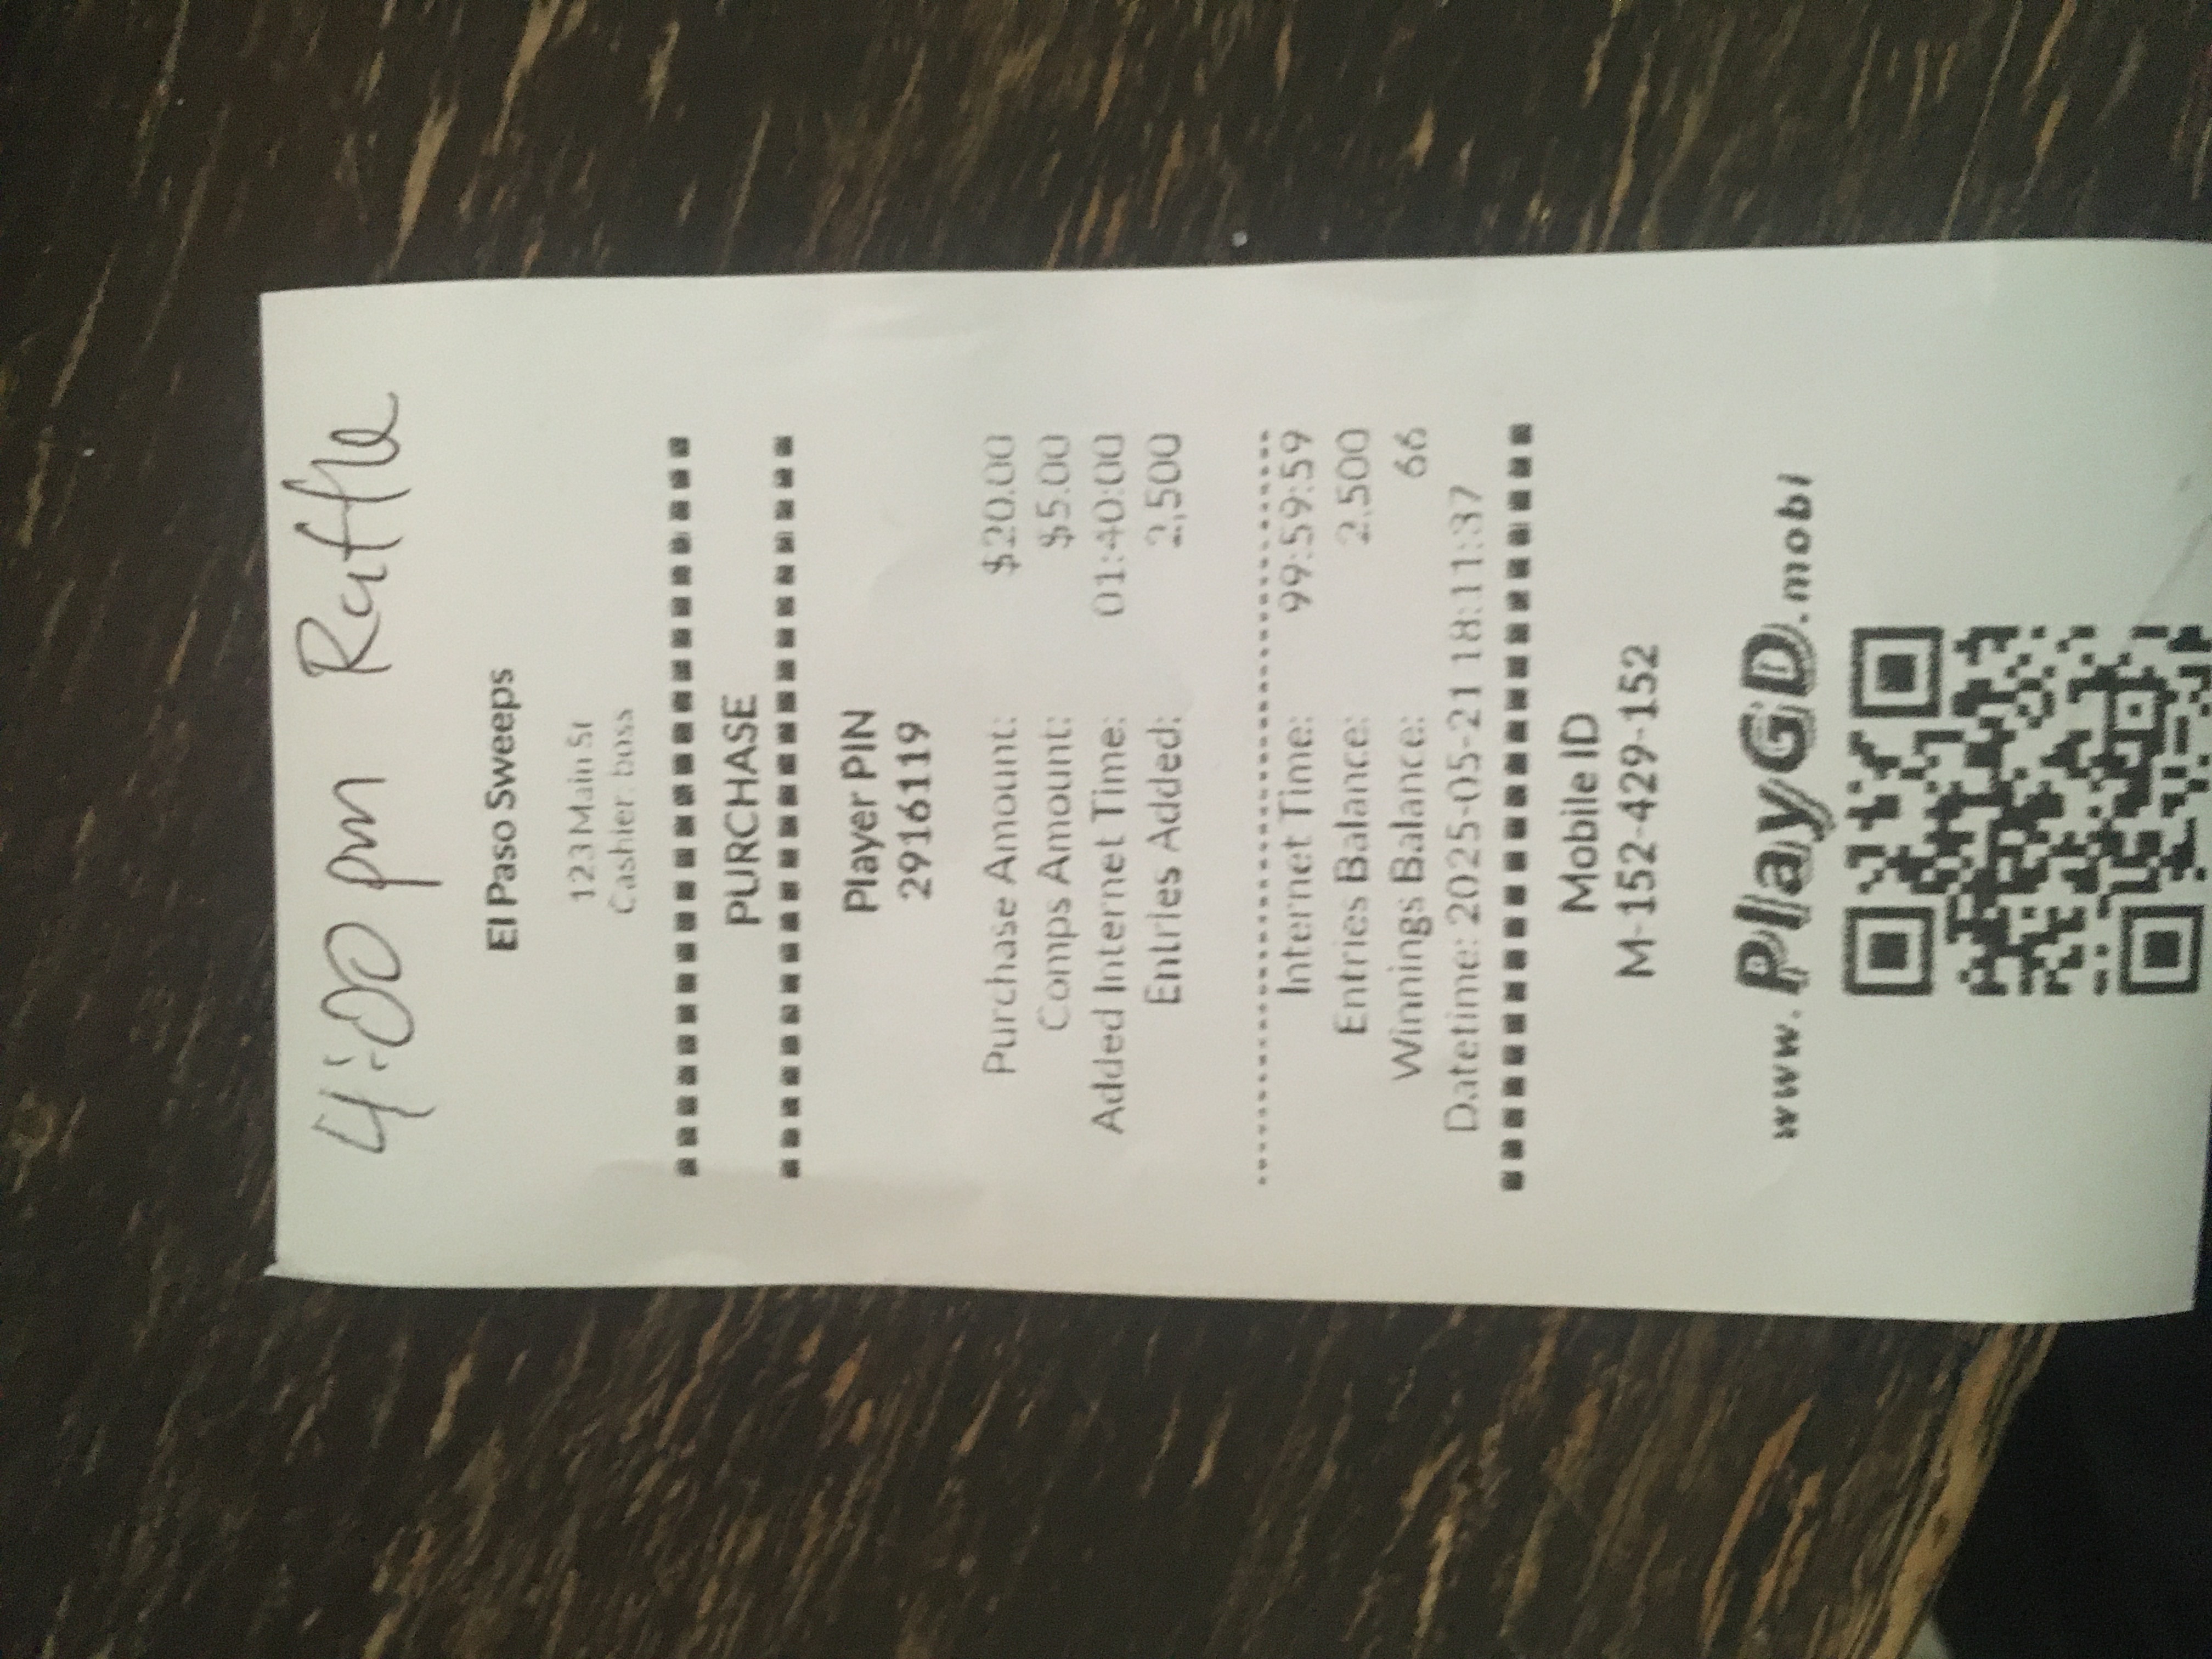 4:00 pm Raffle
El Paso Sweeps
123 Main St
Cashier: boss
PURCHASE
Player PIN
2916119
Purchase Amount: $20.00
Comps Amount: $5.00
Added Internet Time: 01:40:00
Entries Added: 2,500
Internet Time: 99:59:59
Entries Balance: 2,500
Winnings Balance: 66
Datetime: 2025-05-21 18:11:37
Mobile ID
M-152-429-152
www.PlayGD.mobi